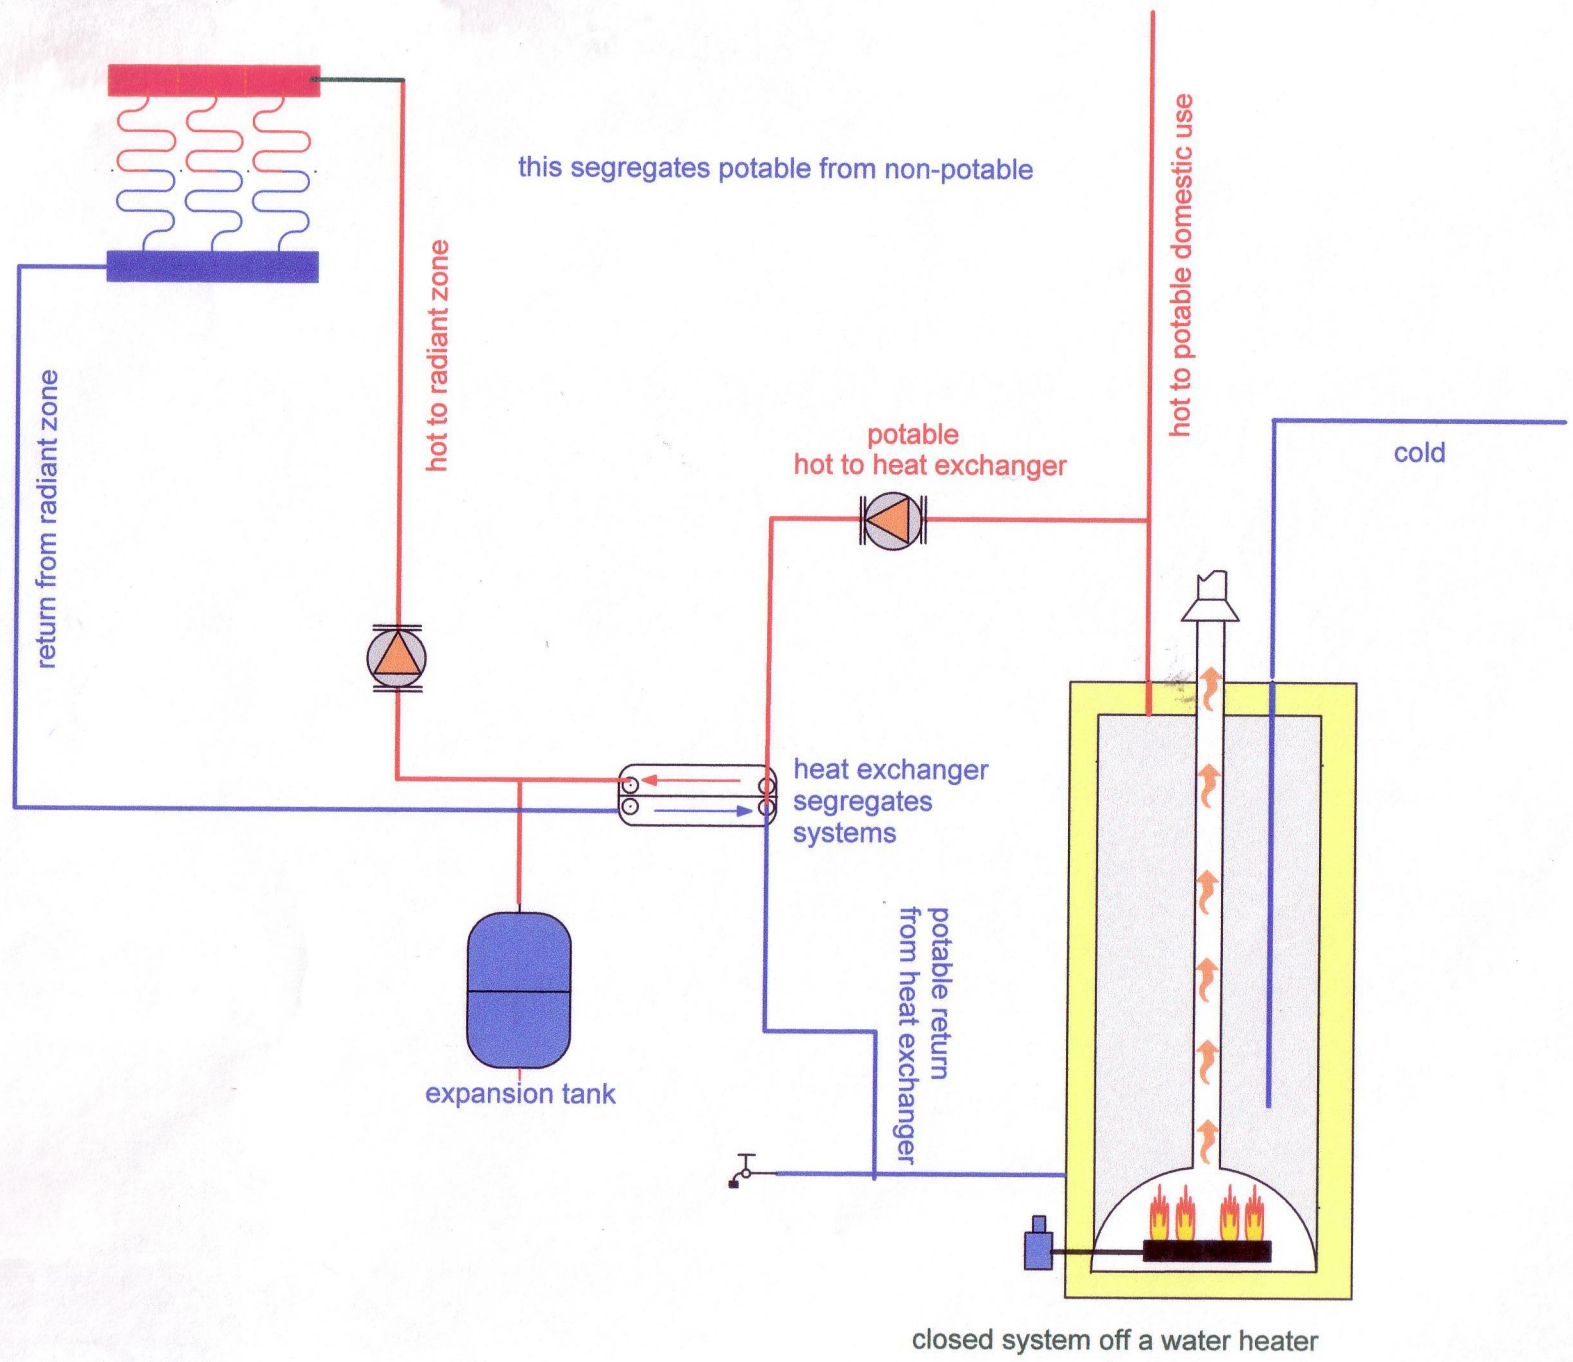 this segregates potable from non-potable
hot to potable domestic use
hot to radiant zone
return from radiant zone
potable
hot to heat exchanger
cold
heat exchanger
segregates
systems
potable return
from heat exchanger
expansion tank
closed system off a water heater